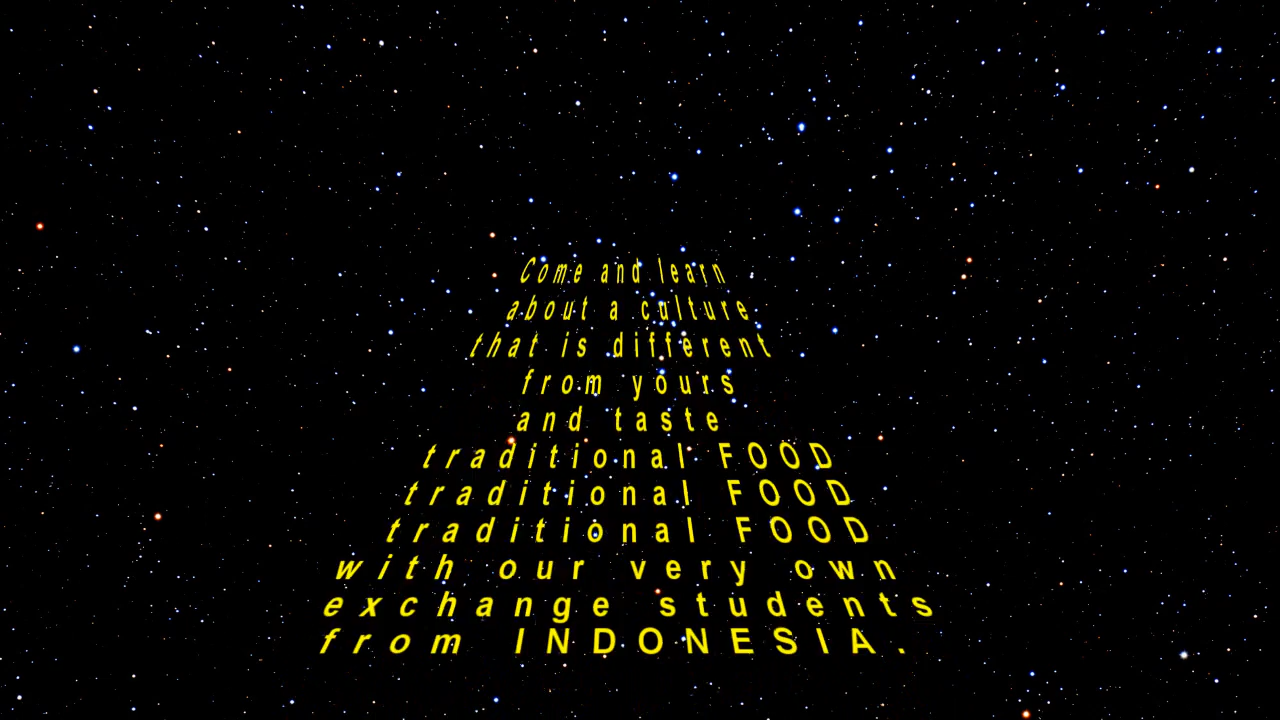 Come and learn
about a culture
that is different
from yours
and taste
traditional FOOD
traditional FOOD
traditional FOOD
with our very own
exchange students
from INDONESIA.